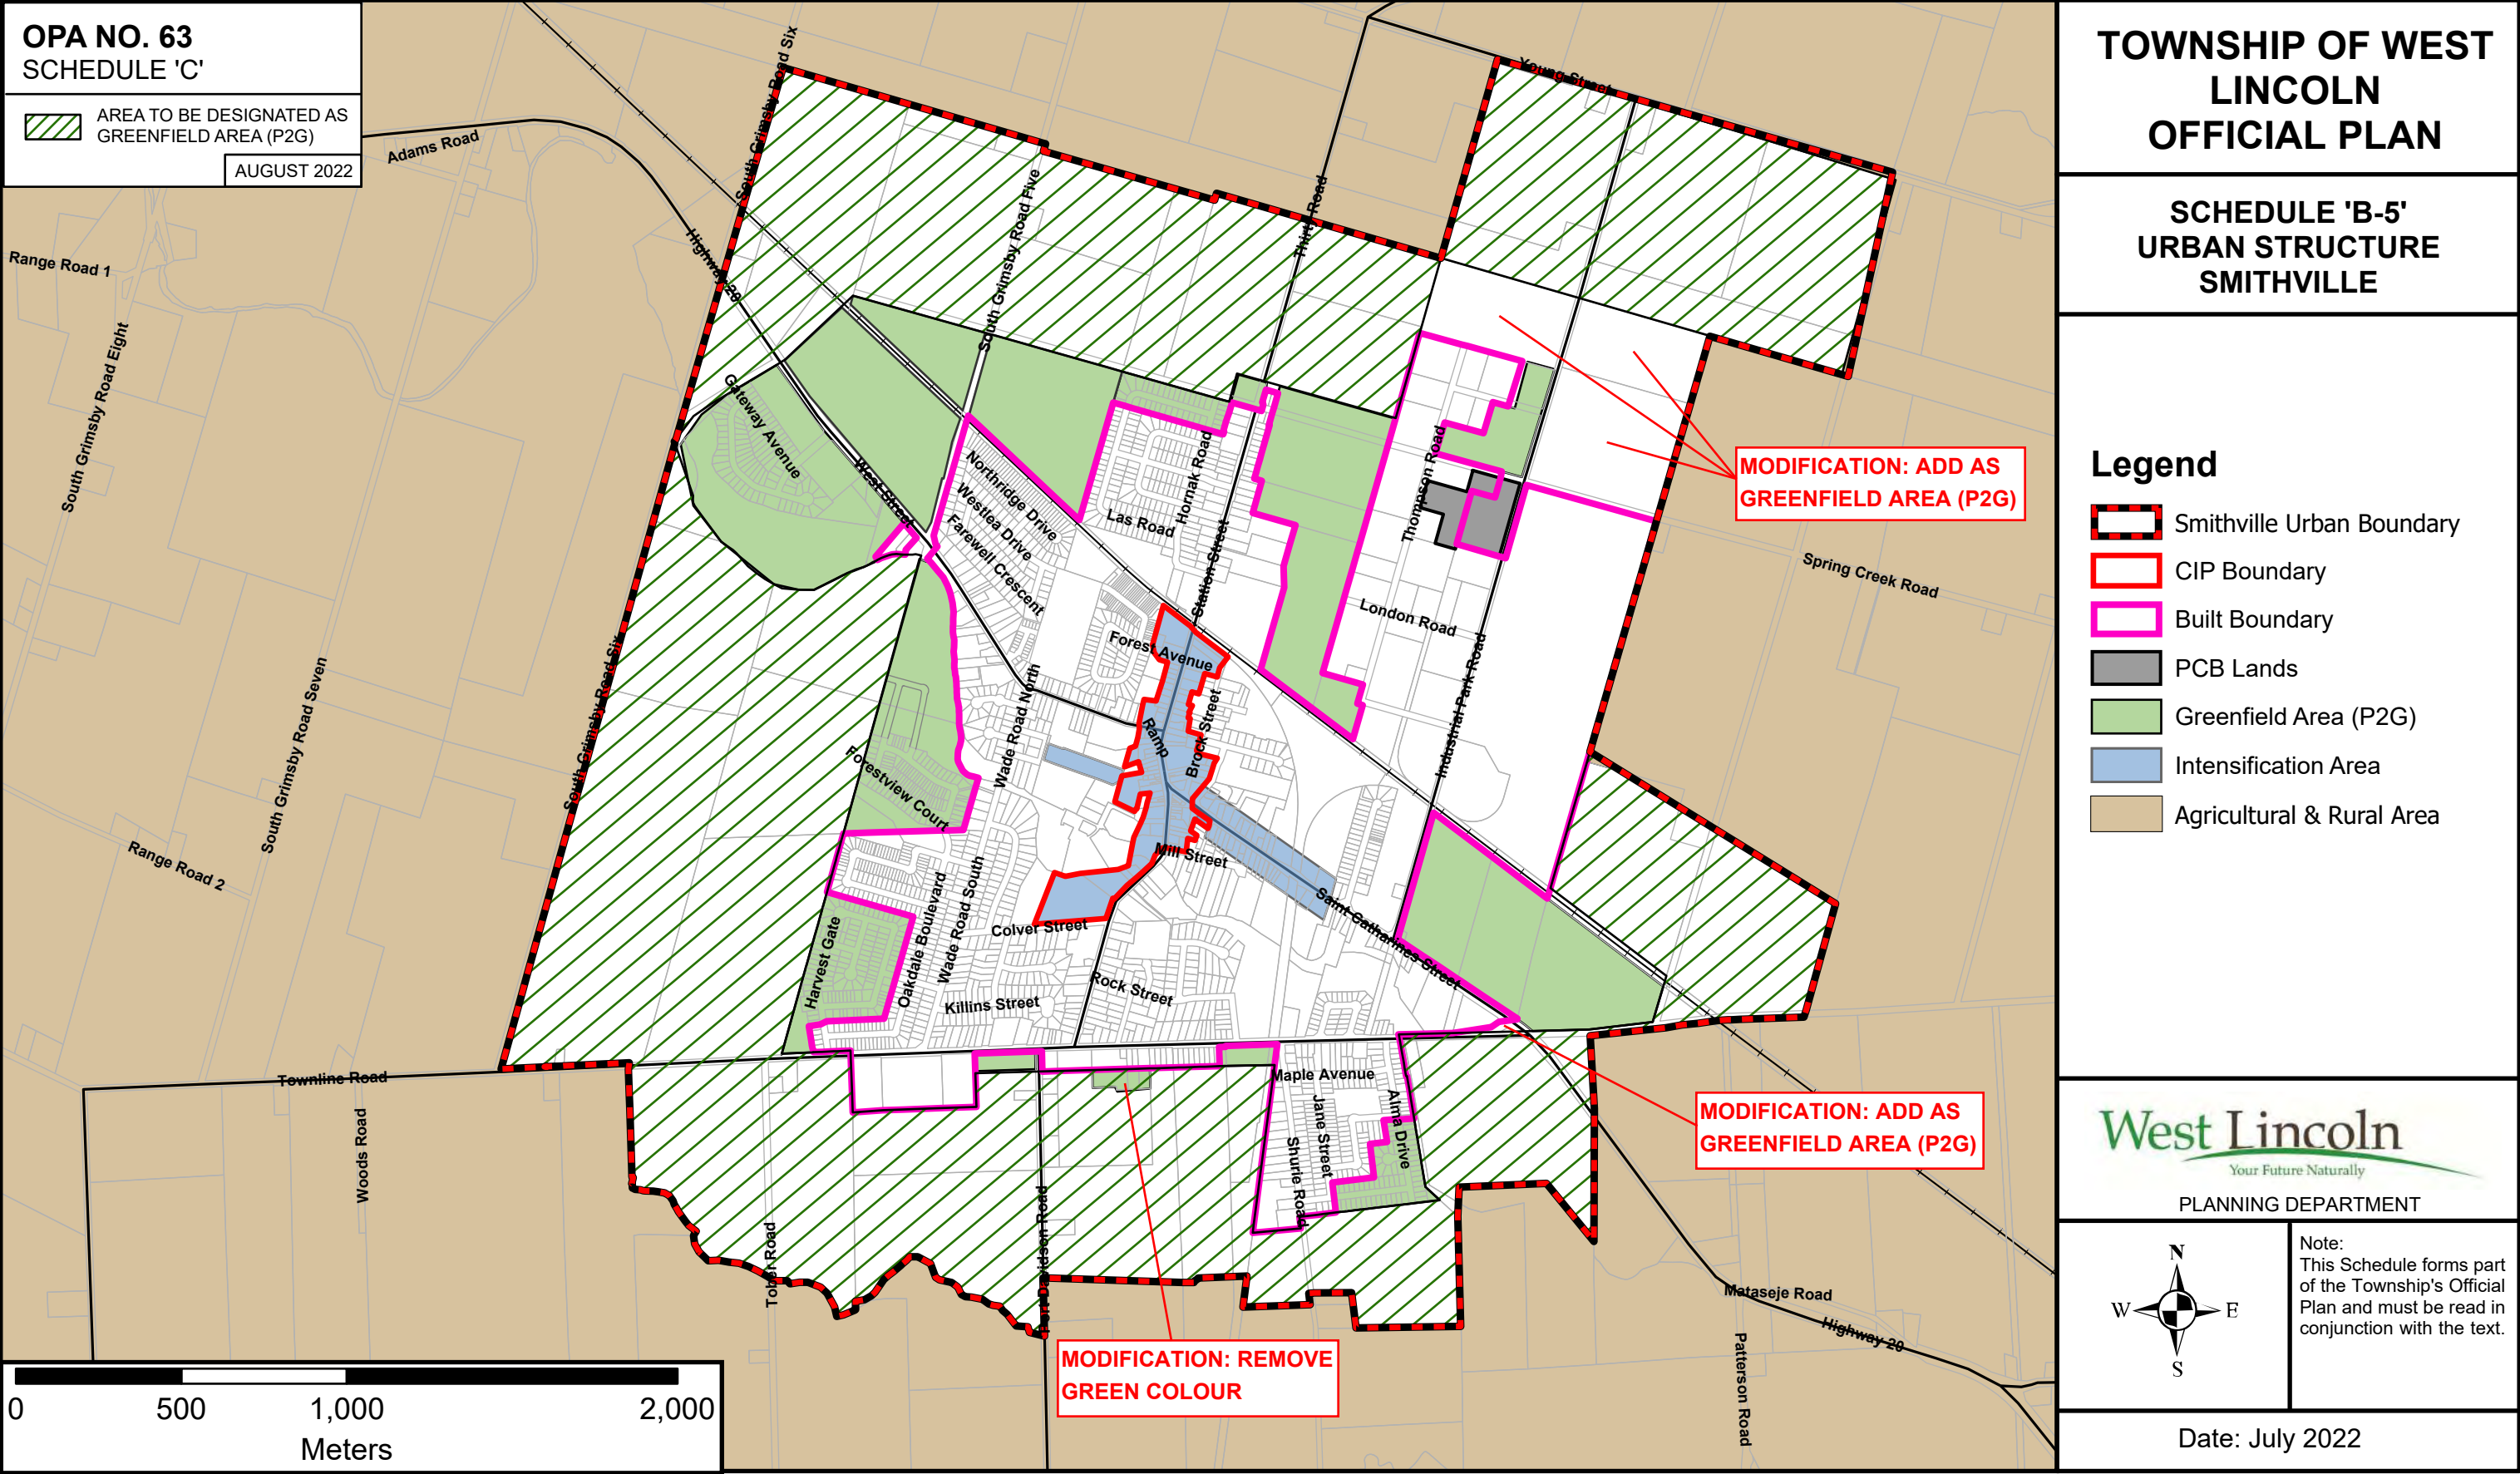 OPA NO. 63
SCHEDULE 'C'
AREA TO BE DESIGNATED AS
GREENFIELD AREA (P2G)
AUGUST 2022
TOWNSHIP OF WEST
LINCOLN
OFFICIAL PLAN
SCHEDULE 'B-5'
URBAN STRUCTURE
SMITHVILLE
Legend
Smithville Urban Boundary
CIP Boundary
Built Boundary
PCB Lands
Greenfield Area (P2G)
Intensification Area
Agricultural & Rural Area
West Lincoln
Your Future Naturally
PLANNING DEPARTMENT
N
W E
S
Note:
This Schedule forms part
of the Township's Official
Plan and must be read in
conjunction with the text.
Date: July 2022
Young Street
South Grimsby Road Six
Adams Road
Highway 20
South Grimsby Road Five
Thirty Road
Range Road 1
South Grimsby Road Eight
Gateway Avenue
West Street
Northridge Drive
Westlea Drive
Farewell Crescent
Las Road
Hornak Road
Station Street
Thompson Road
MODIFICATION: ADD AS
GREENFIELD AREA (P2G)
Spring Creek Road
London Road
Industrial Park Road
Forest Avenue
Wade Road North
Ramp
Brock Street
South Grimsby Road Six
South Grimsby Road Seven
Forestview Court
Range Road 2
Mill Street
Saint Catharines Street
Colver Street
Oakdale Boulevard
Wade Road South
Harvest Gate
Killins Street
Rock Street
Townline Road
Woods Road
Maple Avenue
Jane Street
Alma Drive
Shurie Road
MODIFICATION: ADD AS
GREENFIELD AREA (P2G)
Tober Road
Port Davidson Road
Mataseje Road
Highway 20
Patterson Road
MODIFICATION: REMOVE
GREEN COLOUR
0 500 1,000 2,000
Meters